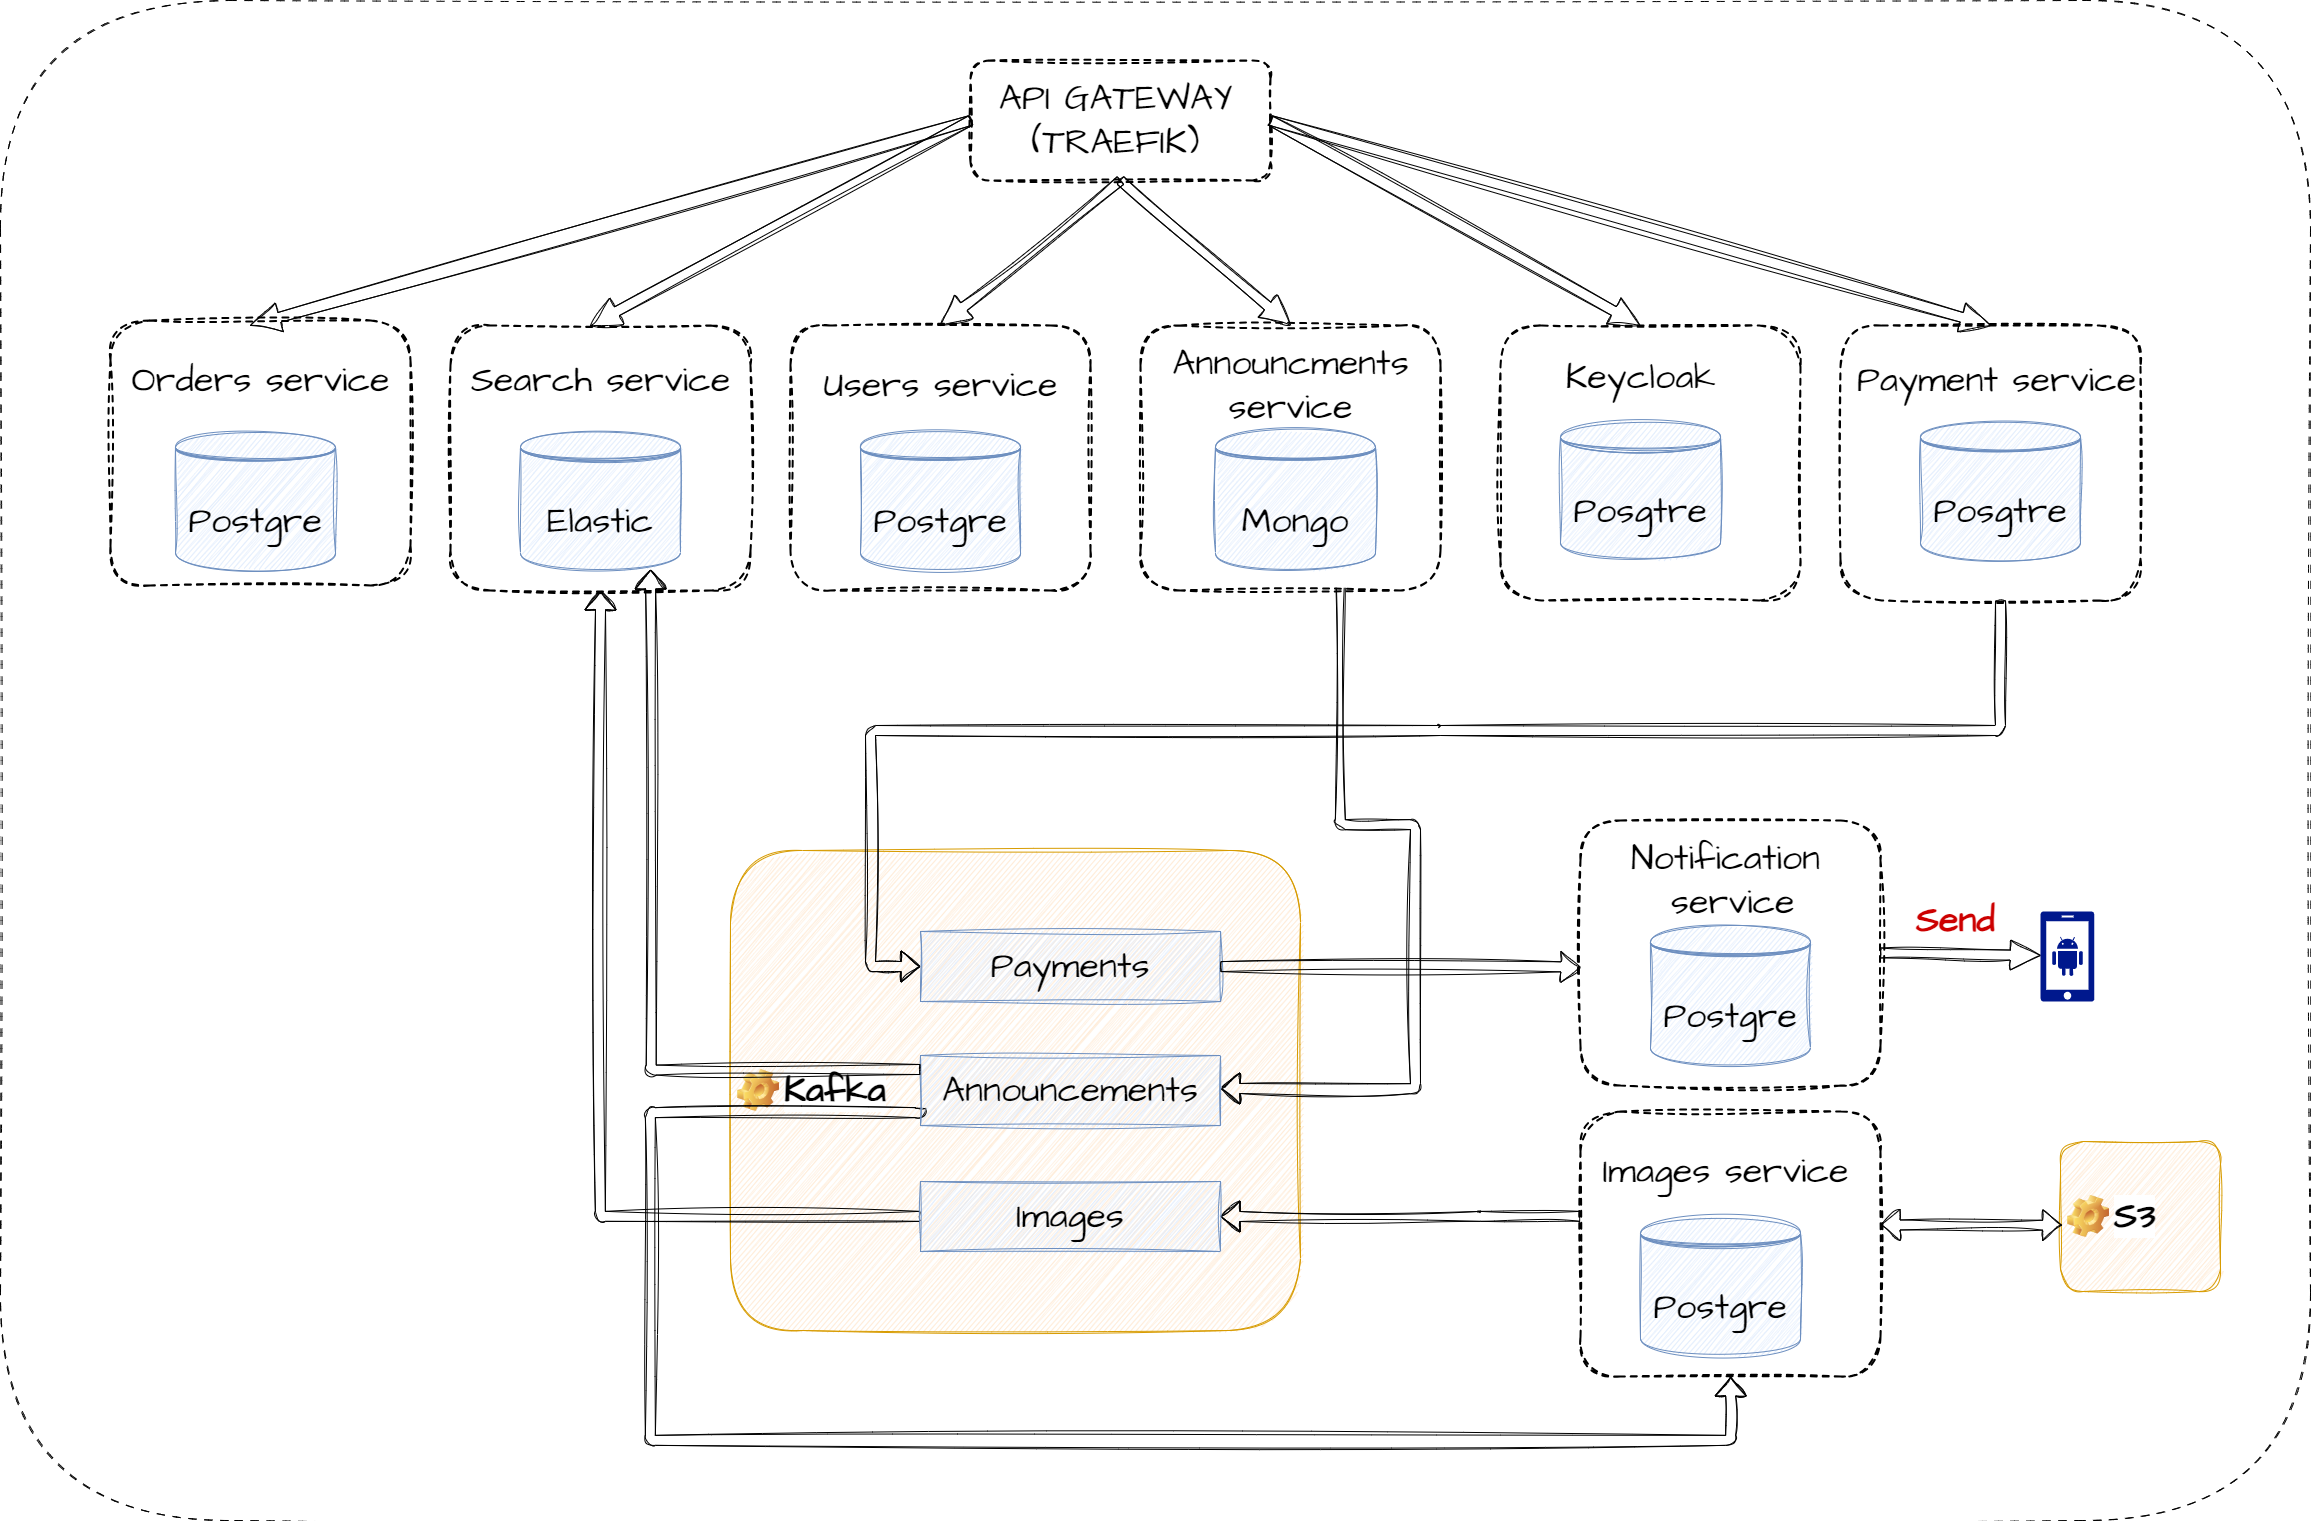 API GATEWAY
(TRAEFIK)
Orders service
Search service
Users service
Announcments
service
Keycloak
Payment service
Postgre
Elastic
Postgre
Mongo
Posgtre
Posgtre
Notification
service
Postgre
Send
Payments
Kafka
Announcements
Images
Images service
Postgre
S3